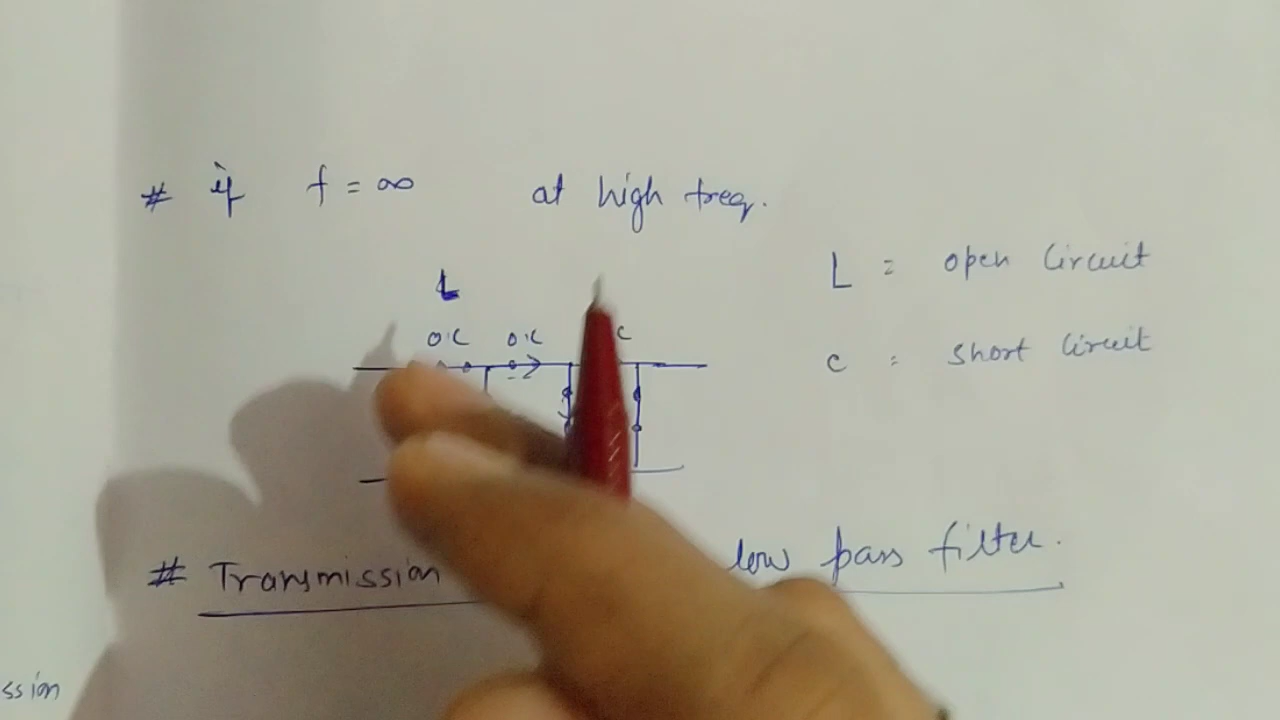 # if f = ∞ at high freq.
L = open Circuit
L
O.C O.C C
C = Short Circuit
# Transmission low pass filter.
ssion